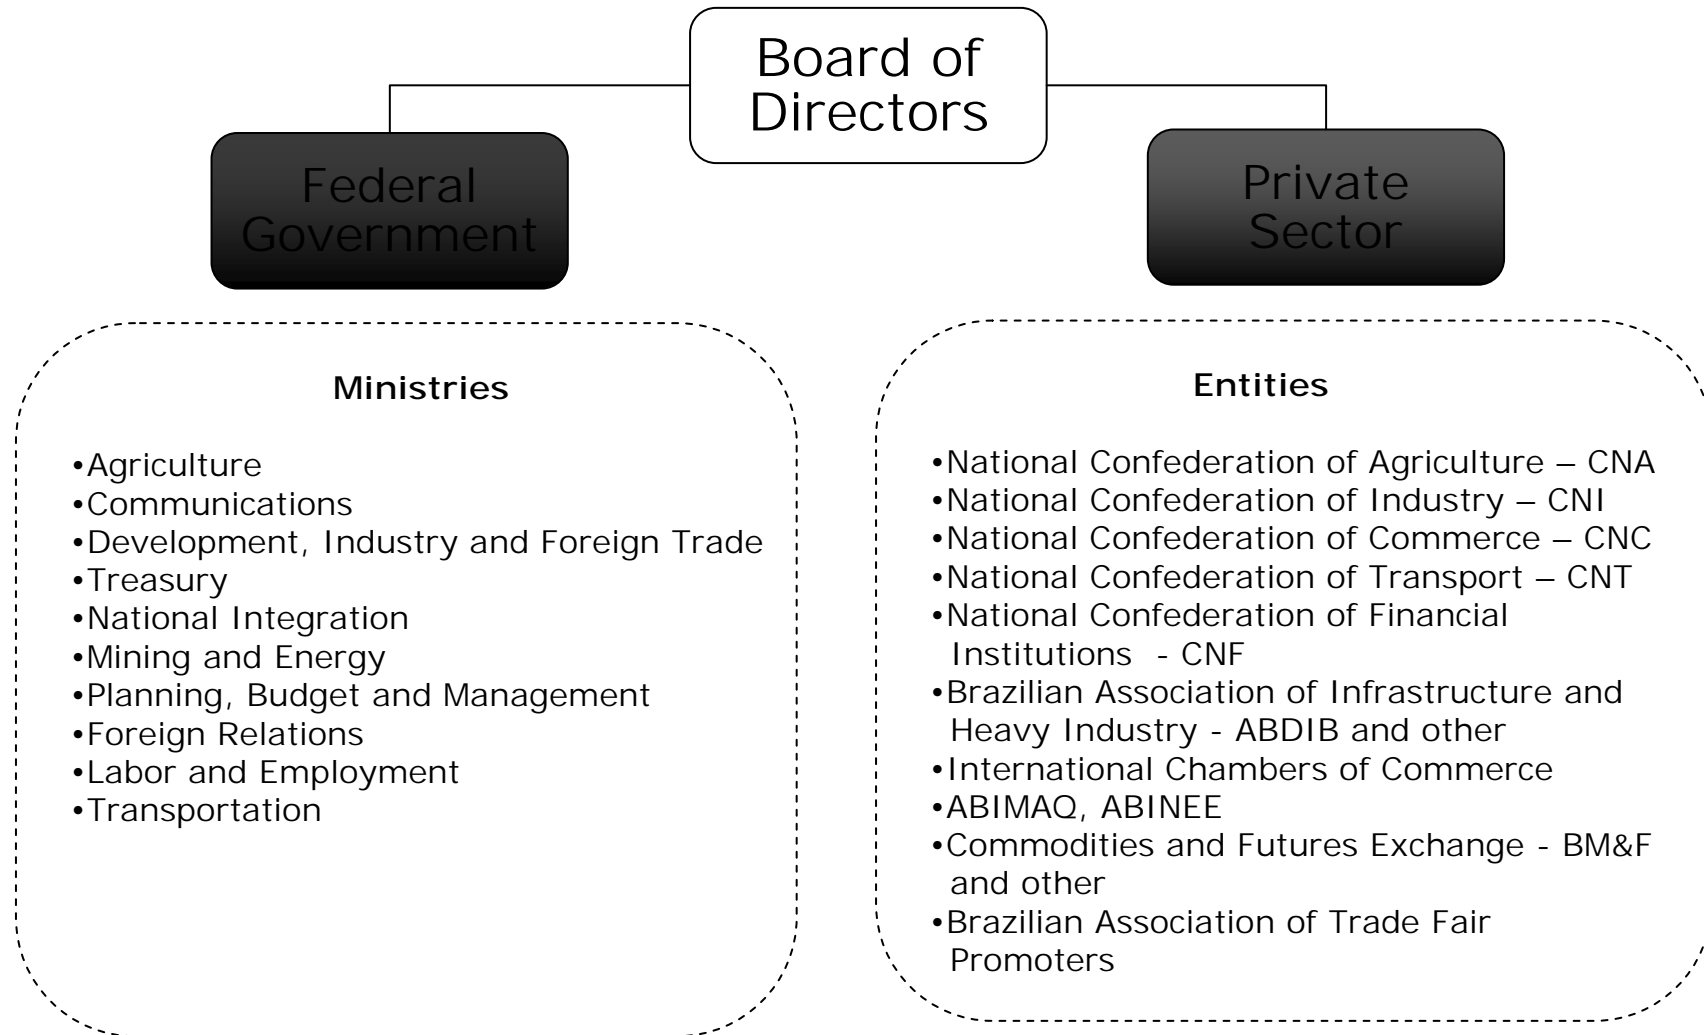 Board of
Directors
Federal
Government
Private
Sector
Ministries
•Agriculture
•Communications
•Development, Industry and Foreign Trade
•Treasury
•National Integration
•Mining and Energy
•Planning, Budget and Management
•Foreign Relations
•Labor and Employment
•Transportation
Entities
•National Confederation of Agriculture – CNA
•National Confederation of Industry – CNI
•National Confederation of Commerce – CNC
•National Confederation of Transport – CNT
•National Confederation of Financial
Institutions - CNF
•Brazilian Association of Infrastructure and
Heavy Industry - ABDIB and other
•International Chambers of Commerce
•ABIMAQ, ABINEE
•Commodities and Futures Exchange - BM&F
and other
•Brazilian Association of Trade Fair
Promoters